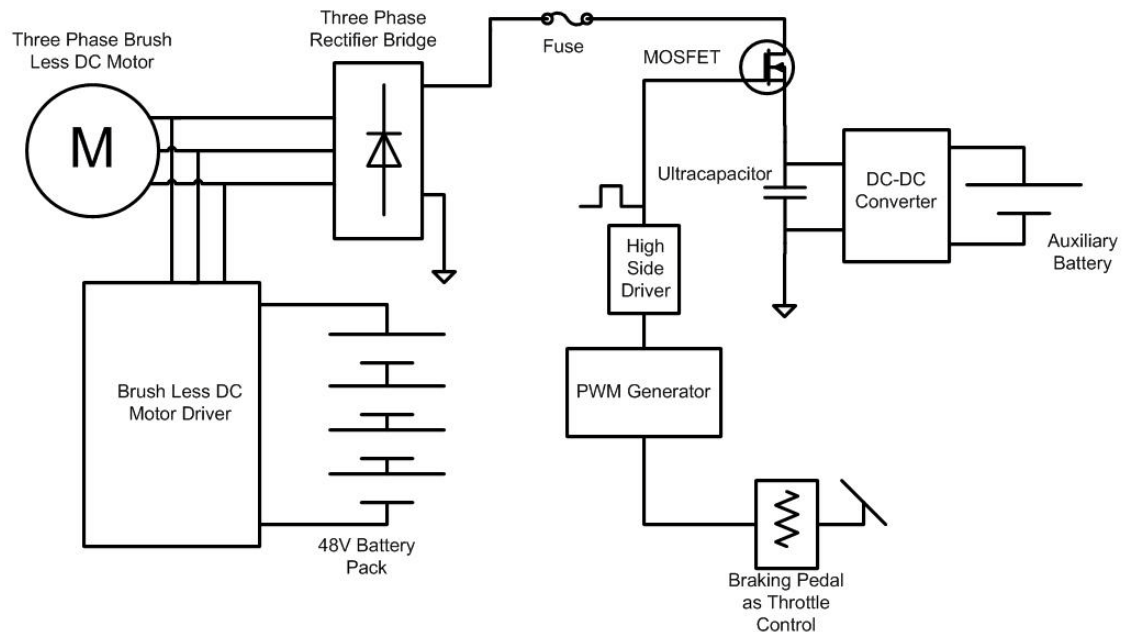 Three Phase Brush
Less DC Motor
M
Three Phase
Rectifier Bridge
Fuse
MOSFET
Ultracapacitor
DC-DC
Converter
Auxiliary
Battery
High
Side
Driver
PWM Generator
Brush Less DC
Motor Driver
48V Battery
Pack
Braking Pedal
as Throttle
Control